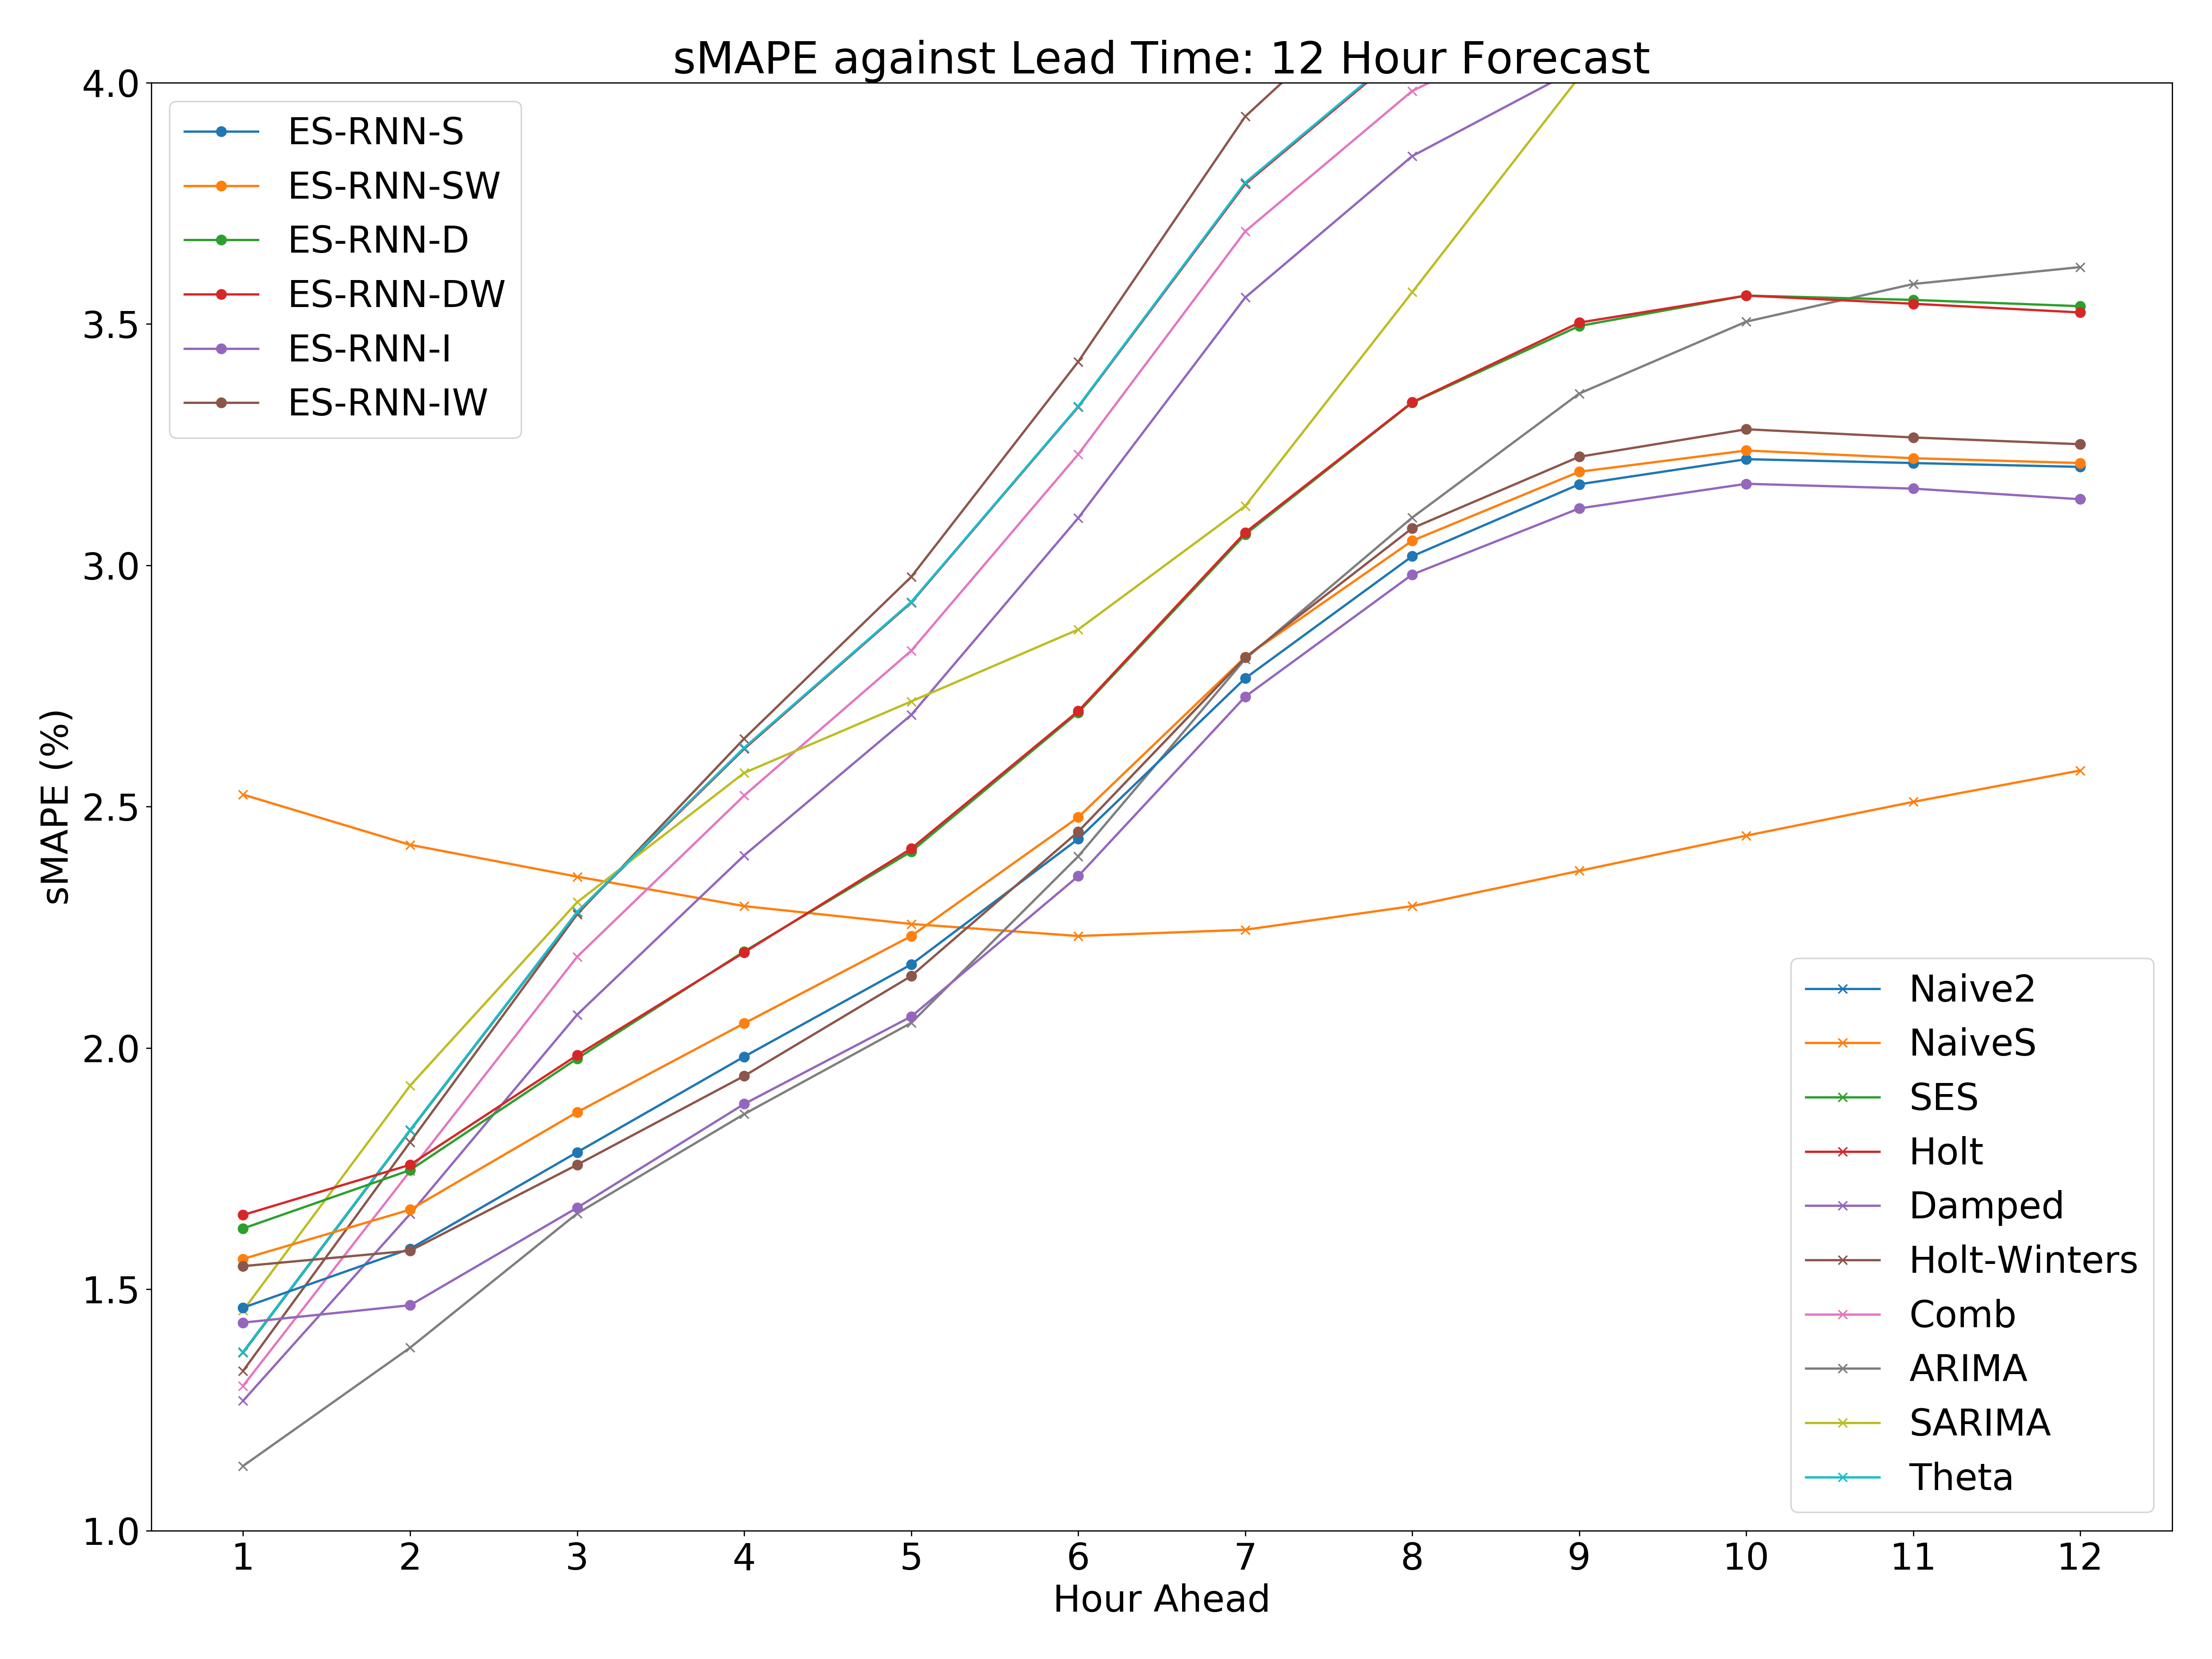 sMAPE against Lead Time: 12 Hour Forecast
4.0
3.5
3.0
2.5
2.0
1.5
1.0
sMAPE (%)
ES-RNN-S
ES-RNN-SW
ES-RNN-D
ES-RNN-DW
ES-RNN-I
ES-RNN-IW
Naive2
NaiveS
SES
Holt
Damped
Holt-Winters
Comb
ARIMA
SARIMA
Theta
1 2 3 4 5 6 7 8 9 10 11 12
Hour Ahead